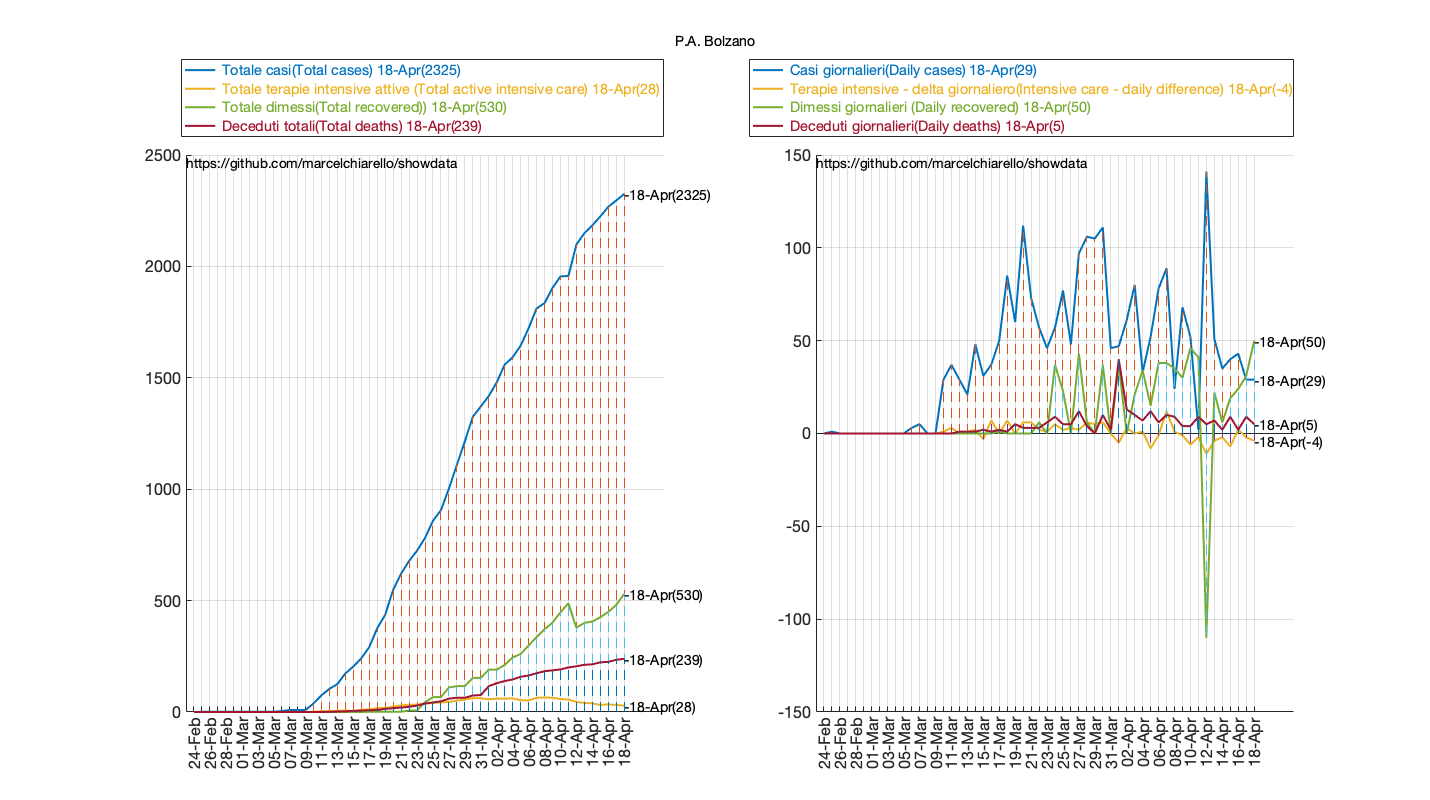 P.A. Bolzano
Totale casi(Total cases) 18-Apr(2325)
Totale terapie intensive attive (Total active intensive care) 18-Apr(28)
Totale dimessi(Total recovered)) 18-Apr(530)
Deceduti totali(Total deaths) 18-Apr(239)
https://github.com/marcelchiarello/showdata
2500
2000
1500
1000
500
0
18-Apr(2325)
18-Apr(530)
18-Apr(239)
18-Apr(28)
24-Feb
26-Feb
28-Feb
01-Mar
03-Mar
05-Mar
07-Mar
09-Mar
11-Mar
13-Mar
15-Mar
17-Mar
19-Mar
21-Mar
23-Mar
25-Mar
27-Mar
29-Mar
31-Mar
02-Apr
04-Apr
06-Apr
08-Apr
10-Apr
12-Apr
14-Apr
16-Apr
18-Apr
Casi giornalieri(Daily cases) 18-Apr(29)
Terapie intensive - delta giornaliero(Intensive care - daily difference) 18-Apr(-4)
Dimessi giornalieri (Daily recovered) 18-Apr(50)
Deceduti giornalieri(Daily deaths) 18-Apr(5)
https://github.com/marcelchiarello/showdata
150
100
50
0
-50
-100
-150
18-Apr(50)
18-Apr(29)
18-Apr(5)
18-Apr(-4)
24-Feb
26-Feb
28-Feb
01-Mar
03-Mar
05-Mar
07-Mar
09-Mar
11-Mar
13-Mar
15-Mar
17-Mar
19-Mar
21-Mar
23-Mar
25-Mar
27-Mar
29-Mar
31-Mar
02-Apr
04-Apr
06-Apr
08-Apr
10-Apr
12-Apr
14-Apr
16-Apr
18-Apr